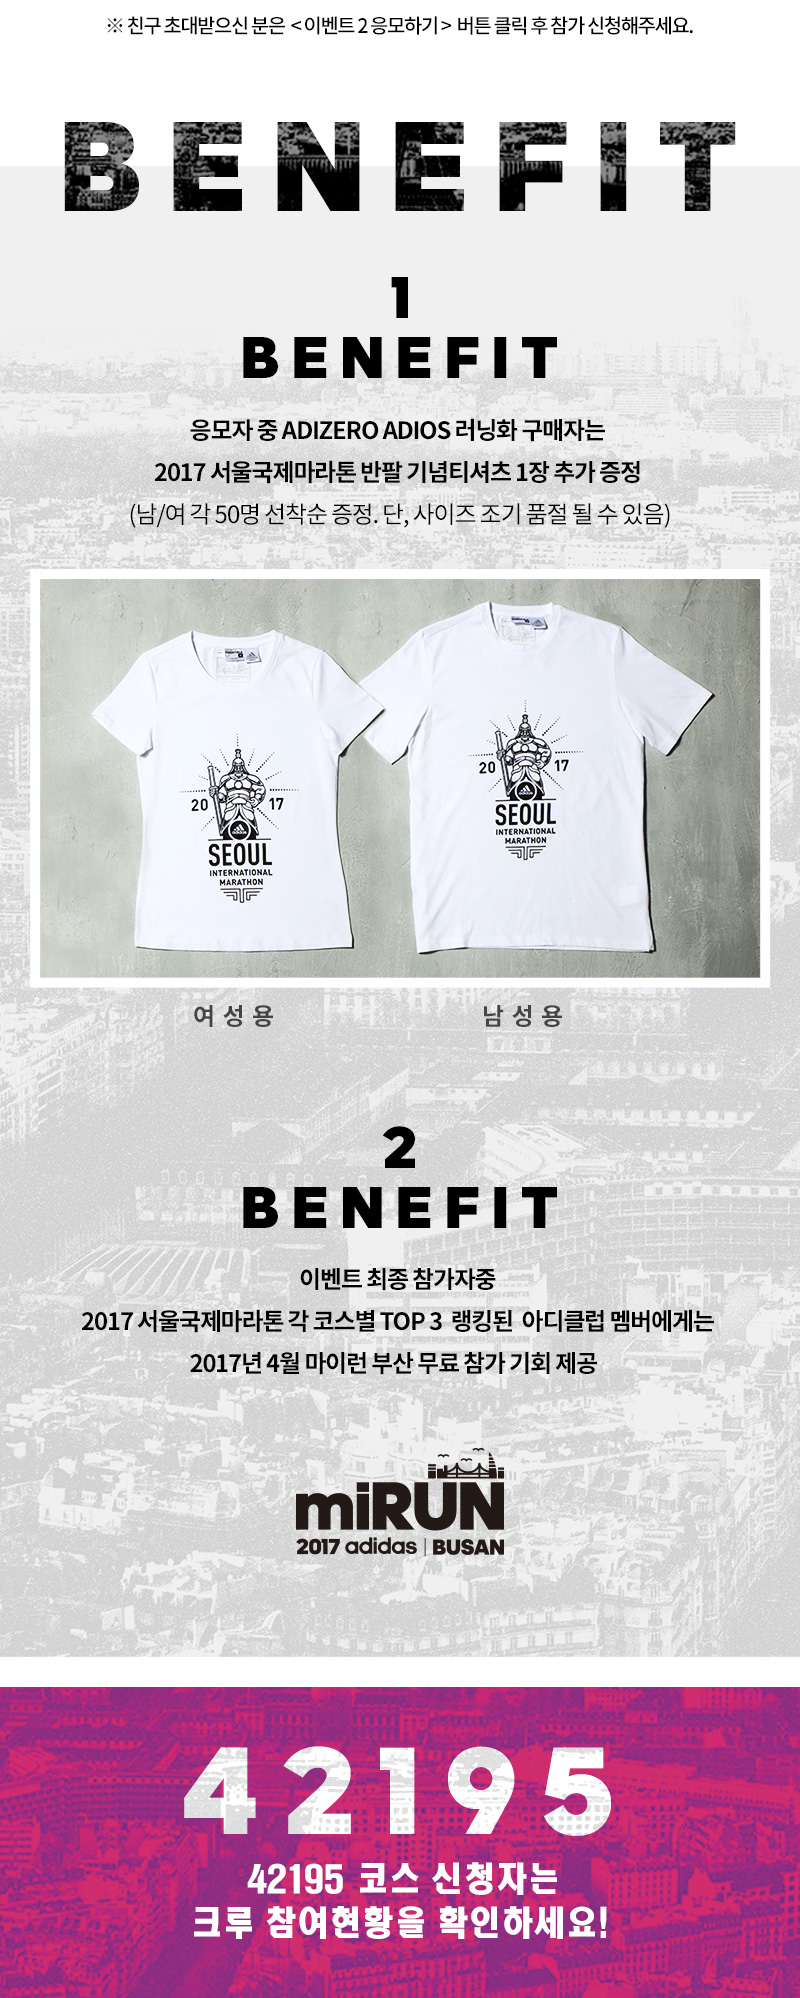 ※ 친구 초대받으신 분은 <이벤트 2 응모하기> 버튼 클릭 후 참가 신청해주세요.
BENEFIT
1
BENEFIT
응모자 중 ADIZERO ADIOS 러닝화 구매자는
2017 서울국제마라톤 반팔 기념티셔츠 1장 추가 증정
(남/여 각 50명 선착순 증정. 단, 사이즈 조기 품절 될 수 있음)
20 17
SEOUL
INTERNATIONAL
MARATHON
20 17
SEOUL
INTERNATIONAL
MARATHON
여성용
남성용
2
BENEFIT
이벤트 최종 참가자중
2017 서울국제마라톤 각 코스별 TOP 3 랭킹된 아디클럽 멤버에게는
2017년 4월 마이런 부산 무료 참가 기회 제공
miRUN
2017 adidas | BUSAN
42195
42195 코스 신청자는
크루 참여현황을 확인하세요!